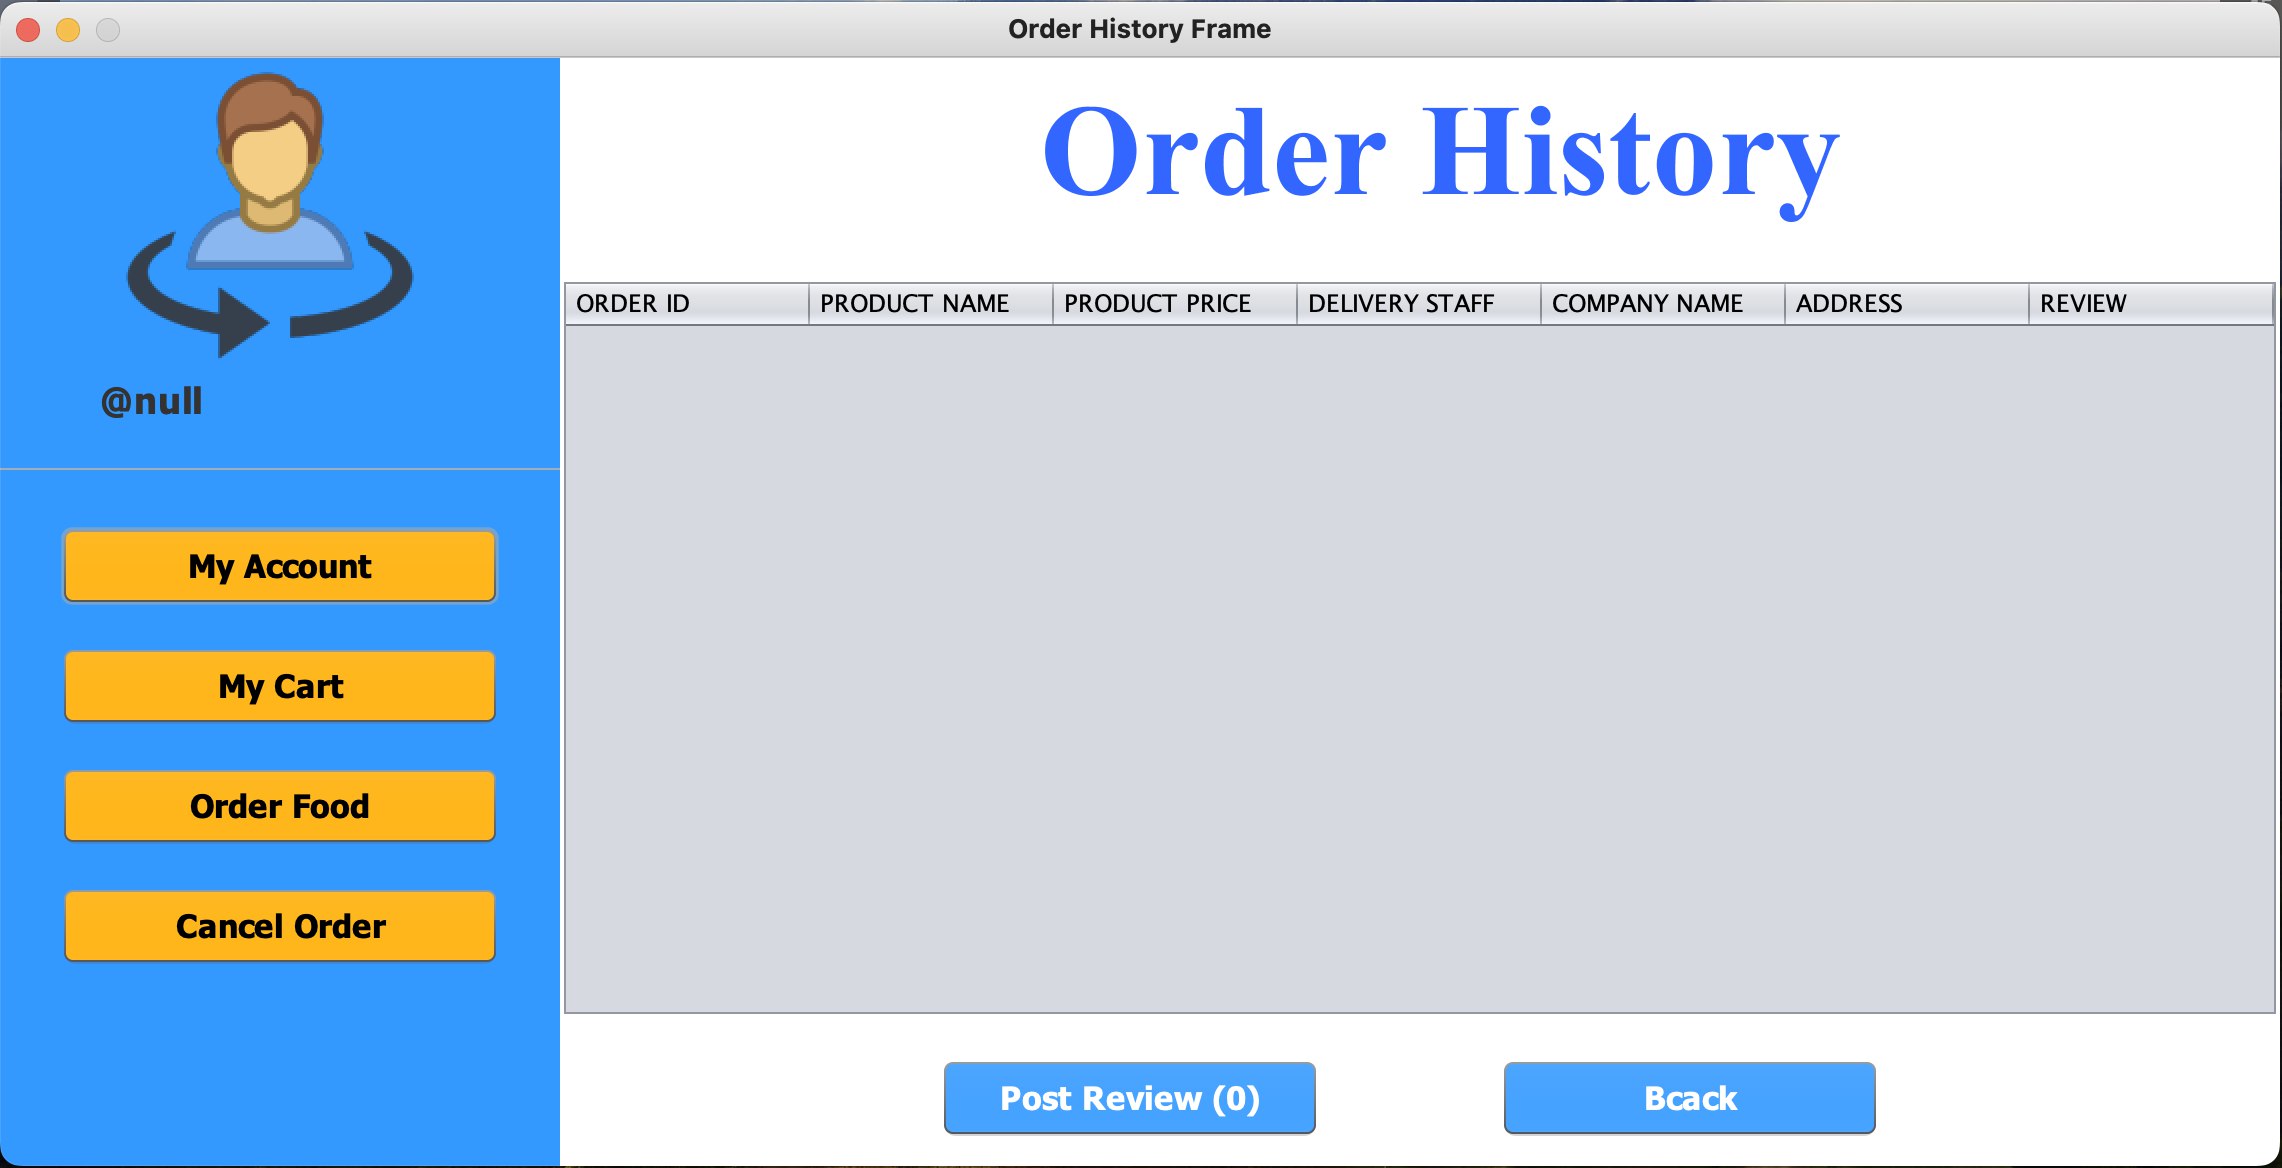 Order History Frame
@null
My Account
My Cart
Order Food
Cancel Order
Order History
ORDER ID PRODUCT NAME PRODUCT PRICE DELIVERY STAFF COMPANY NAME ADDRESS REVIEW
Post Review (0) Bcack